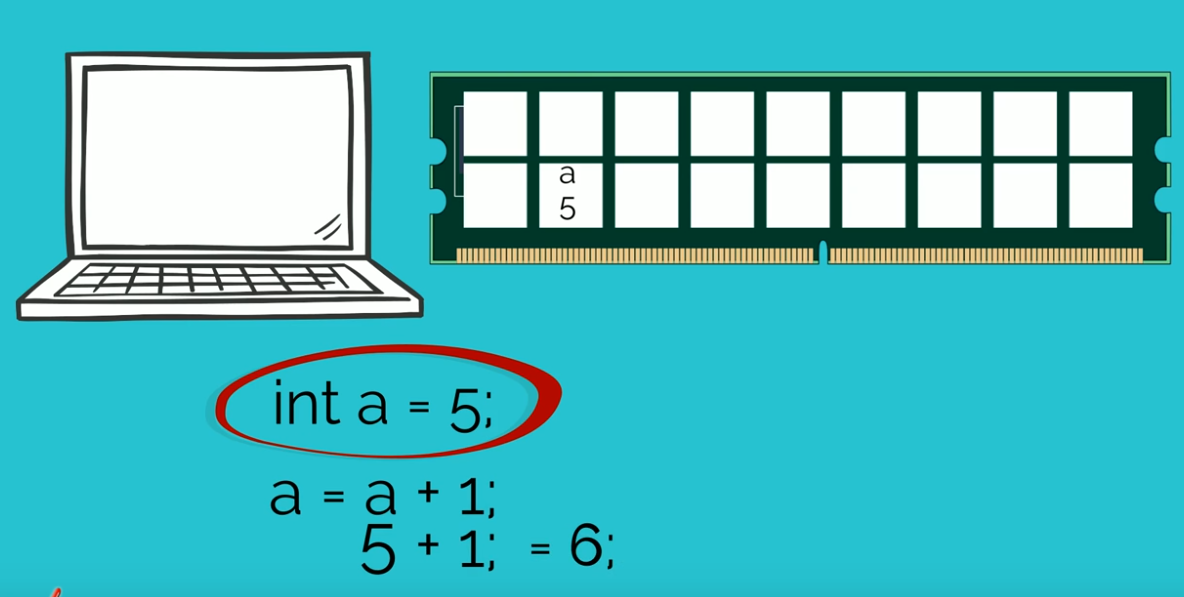 a
5
int a = 5;
a = a + 1;
5 + 1; = 6;